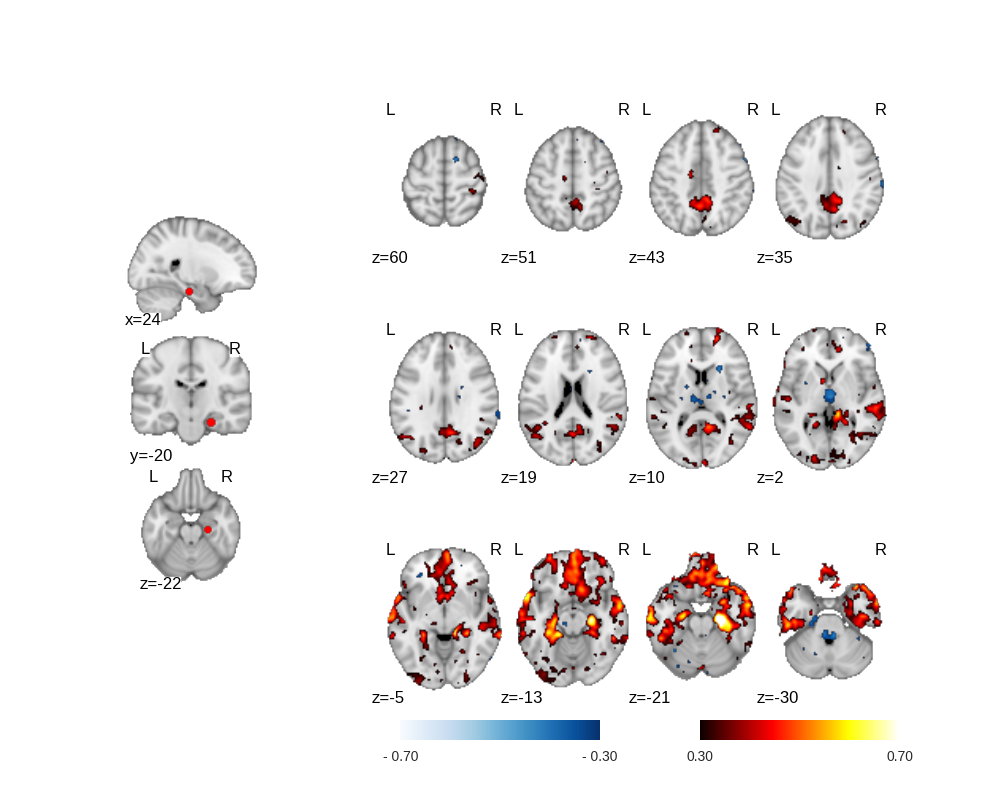 L R L R L R L R
z=60 z=51 z=43 z=35
x=24
L R L R L R L R
L R
z=27 z=19 z=10 z=2
y=-20
L R
L R L R L R L R
z=-22
z=-5 z=-13 z=-21 z=-30
- 0.70 - 0.30 0.30 0.70